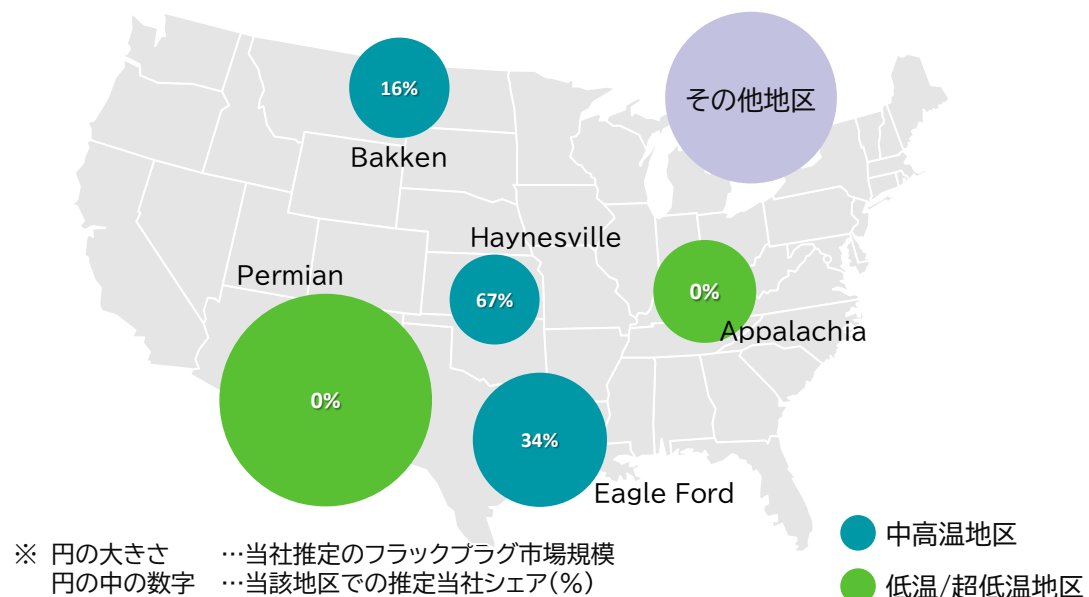 16%
Bakken
その他地区
Haynesville
67%
Permian
0%
0%
Appalachia
34%
Eagle Ford
※ 円の大きさ …当社推定のフラックプラグ市場規模
円の中の数字 …当該地区での推定当社シェア(%)
中高温地区
低温/超低温地区